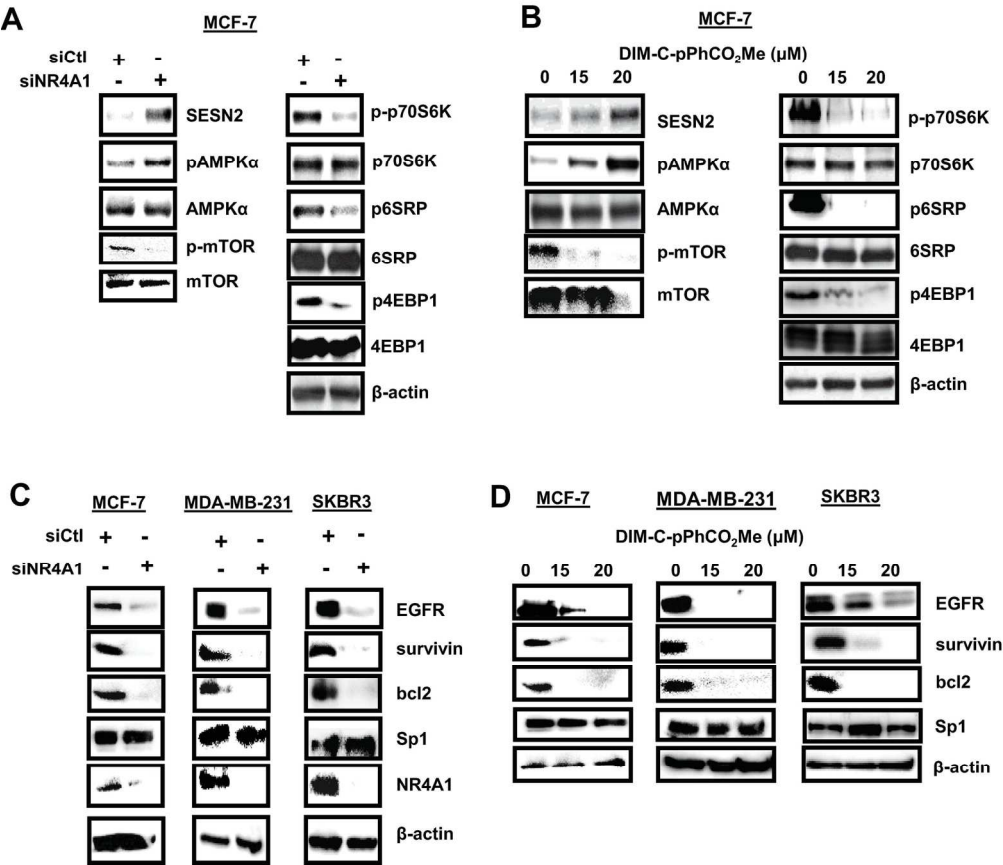 A
MCF-7
siCtl + -
siNR4A1 - +
SESN2
pAMPKα
AMPKα
p-mTOR
mTOR
+ -
- +
p-p70S6K
p70S6K
p6SRP
6SRP
p4EBP1
4EBP1
β-actin
B
MCF-7
DIM-C-pPhCO₂Me (µM)
0 15 20
SESN2
pAMPKα
AMPKα
p-mTOR
mTOR
0 15 20
p-p70S6K
p70S6K
p6SRP
6SRP
p4EBP1
4EBP1
β-actin
C
MCF-7 MDA-MB-231 SKBR3
siCtl + - + - + -
siNR4A1 - + - + - +
EGFR
survivin
bcl2
Sp1
NR4A1
β-actin
D
MCF-7 MDA-MB-231 SKBR3
DIM-C-pPhCO₂Me (µM)
0 15 20 0 15 20 0 15 20
EGFR
survivin
bcl2
Sp1
β-actin